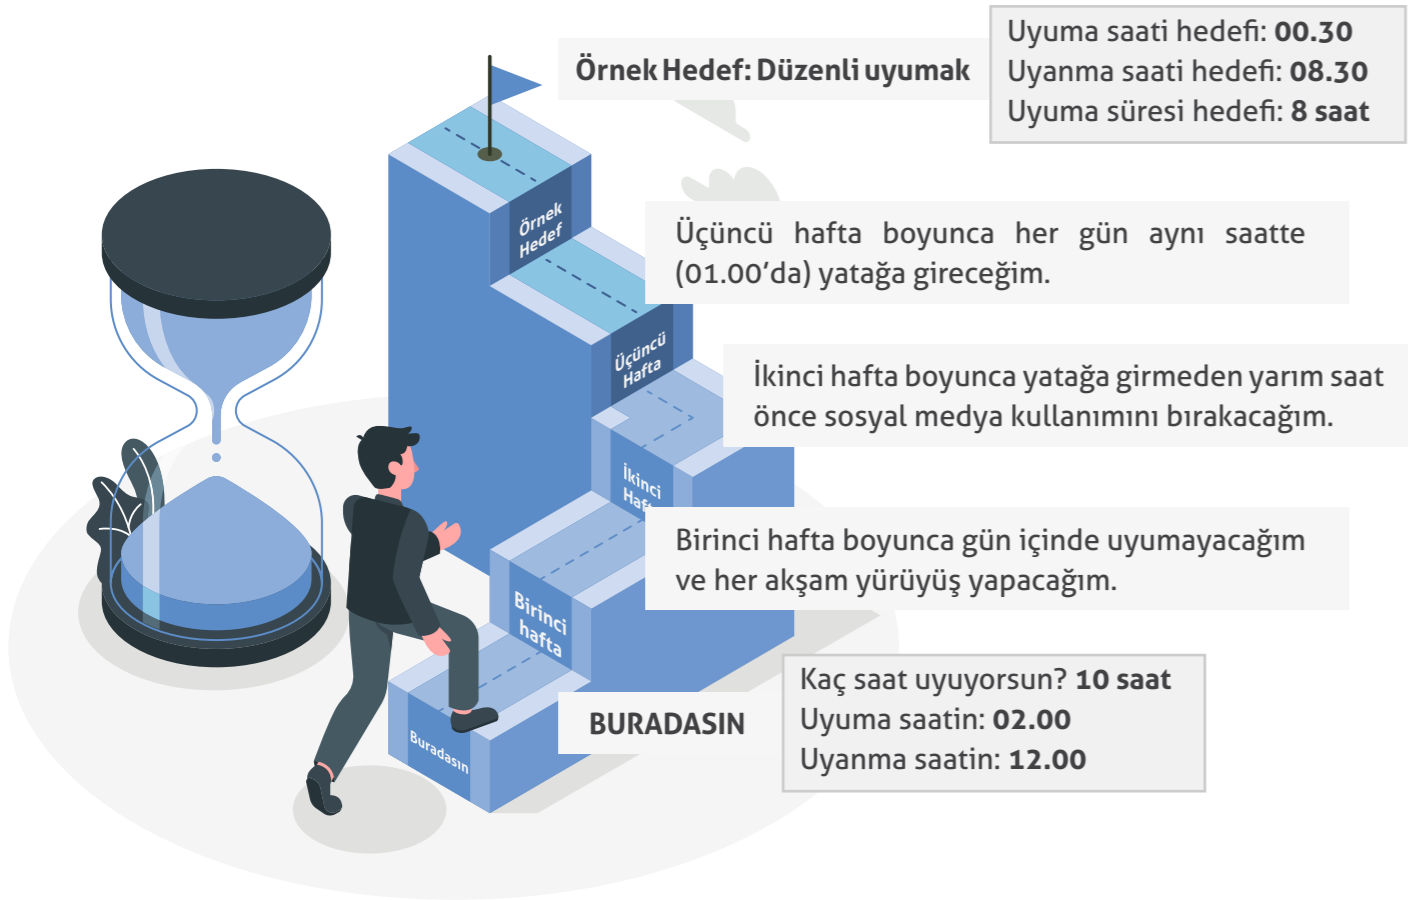 Örnek Hedef: Düzenli uyumak
Uyuma saati hedefi: 00.30
Uyanma saati hedefi: 08.30
Uyuma süresi hedefi: 8 saat
Örnek
Hedef
Üçüncü hafta boyunca her gün aynı saatte
(01.00’da) yatağa gireceğim.
Üçüncü
Hafta
İkinci hafta boyunca yatağa girmeden yarım saat
önce sosyal medya kullanımını bırakacağım.
İkinci
Birinci hafta boyunca gün içinde uyumayacağım
ve her akşam yürüyüş yapacağım.
Birinci
hafta
BURADASIN
Kaç saat uyuyorsun? 10 saat
Uyuma saatin: 02.00
Uyanma saatin: 12.00
Buradasın